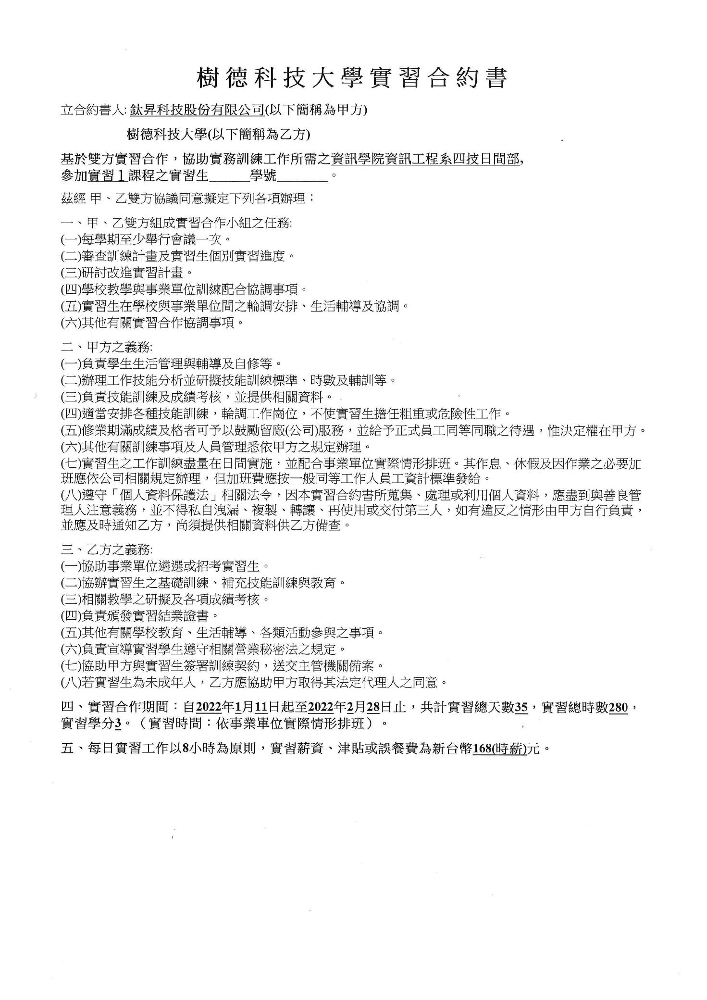 樹德科技大學實習合約書
立合約書人: 鈦昇科技股份有限公司(以下簡稱為甲方)
樹德科技大學(以下簡稱為乙方)
基於雙方實習合作，協助實務訓練工作所需之資訊學院資訊工程系四技日間部,
參加實習1課程之實習生______學號________。
茲經 甲、乙雙方協議同意擬定下列各項辦理；
一、甲、乙雙方組成實習合作小組之任務:
(一)每學期至少舉行會議一次。
(二)審查訓練計畫及實習生個別實習進度。
(三)研討改進實習計畫。
(四)學校教學與事業單位訓練配合協調事項。
(五)實習生在學校與事業單位間之輪調安排、生活輔導及協調。
(六)其他有關實習合作協調事項。
二、甲方之義務:
(一)負責學生生活管理與輔導及自修等。
(二)辦理工作技能分析並研擬技能訓練標準、時數及輔訓等。
(三)負責技能訓練及成績考核，並提供相關資料。
(四)適當安排各種技能訓練，輪調工作崗位，不使實習生擔任粗重或危險性工作。
(五)修業期滿成績及格者可予以鼓勵留廠(公司)服務，並給予正式員工同等同職之待遇，惟決定權在甲方。
(六)其他有關訓練事項及人員管理悉依甲方之規定辦理。
(七)實習生之工作訓練盡量在日間實施，並配合事業單位實際情形排班。其作息、休假及因作業之必要加
班應依公司相關規定辦理，但加班費應按一般同等工作人員工資計標準發給。
(八)遵守「個人資料保護法」相關法令，因本實習合約書所蒐集、處理或利用個人資料，應盡到與善良管
理人注意義務，並不得私自洩漏、複製、轉讓、再使用或交付第三人，如有違反之情形由甲方自行負責，
並應及時通知乙方，尚須提供相關資料供乙方備查。
三、乙方之義務:
(一)協助事業單位遴選或招考實習生。
(二)協辦實習生之基礎訓練、補充技能訓練與教育。
(三)相關教學之研擬及各項成績考核。
(四)負責頒發實習結業證書。
(五)其他有關學校教育、生活輔導、各類活動參與之事項。
(六)負責宣導實習學生遵守相關營業秘密法之規定。
(七)協助甲方與實習生簽署訓練契約，送交主管機關備案。
(八)若實習生為未成年人，乙方應協助甲方取得其法定代理人之同意。
四、實習合作期間：自2022年1月11日起至2022年2月28日止，共計實習總天數35，實習總時數280，
實習學分3。（實習時間：依事業單位實際情形排班）。
五、每日實習工作以8小時為原則，實習薪資、津貼或誤餐費為新台幣168(時薪)元。